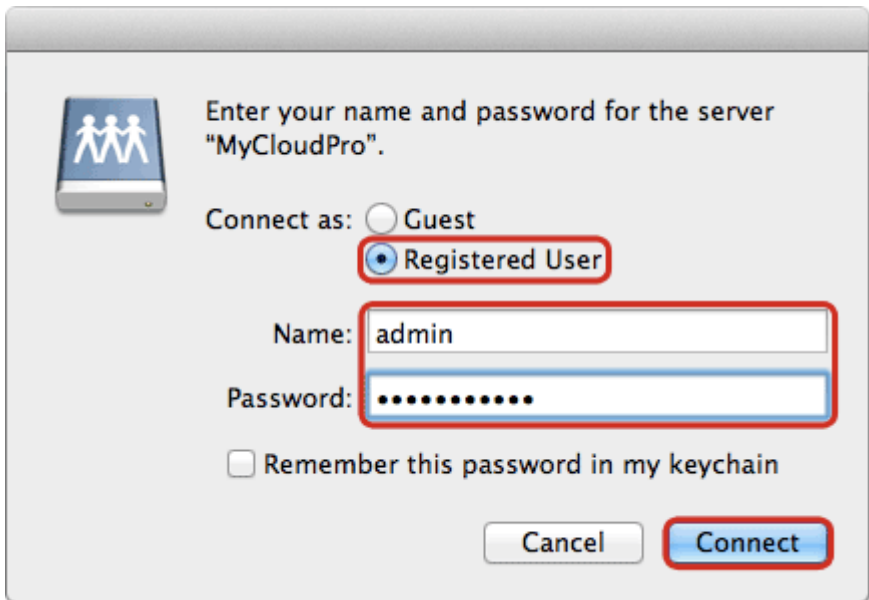 Enter your name and password for the server
“MyCloudPro”.
Connect as: Guest
Registered User
Name: admin
Password: •••••••••••
Remember this password in my keychain
Cancel Connect